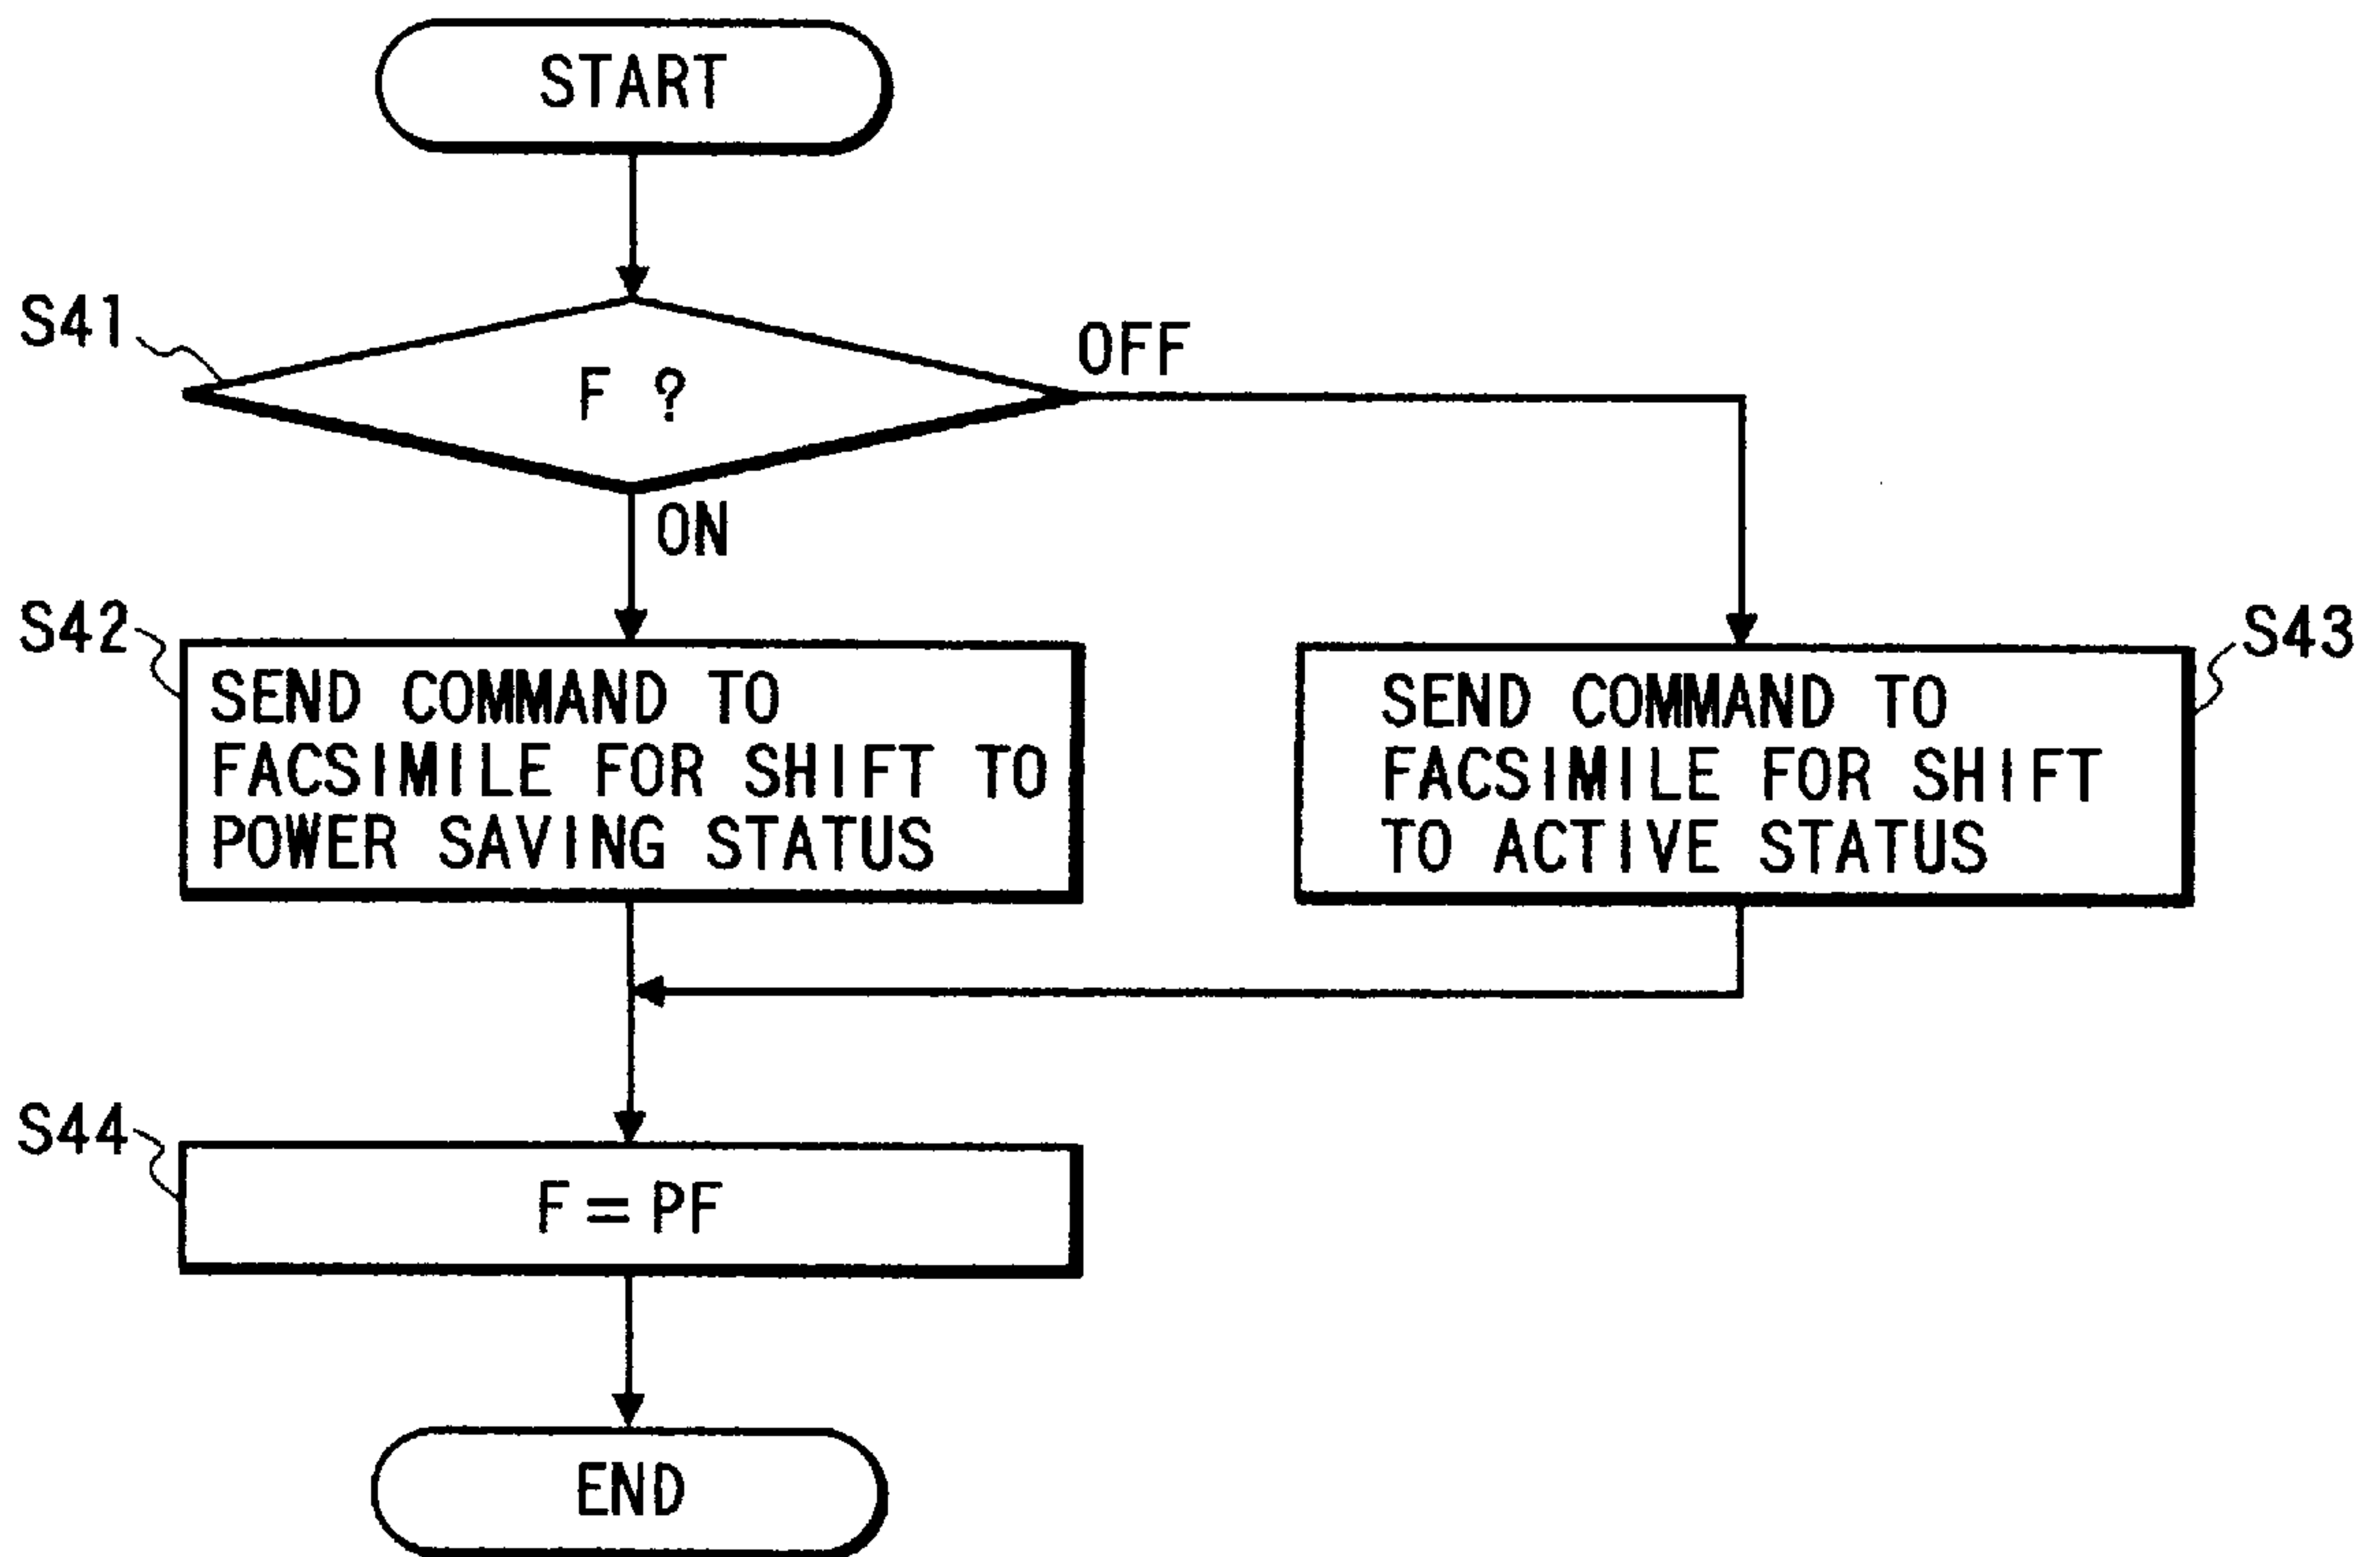 START
S41
F ?
OFF
ON
S42
SEND COMMAND TO
FACSIMILE FOR SHIFT TO
POWER SAVING STATUS
S43
SEND COMMAND TO
FACSIMILE FOR SHIFT
TO ACTIVE STATUS
S44
F = PF
END